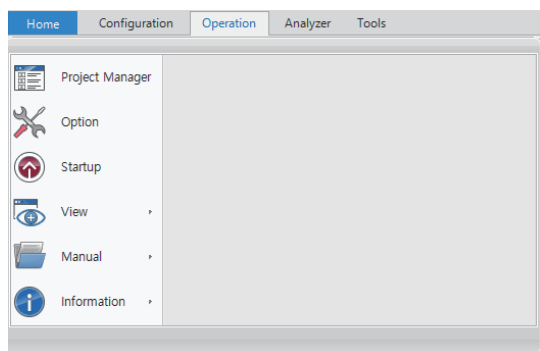 Home Configuration Operation Analyzer Tools
Project Manager
Option
Startup
View
Manual
Information